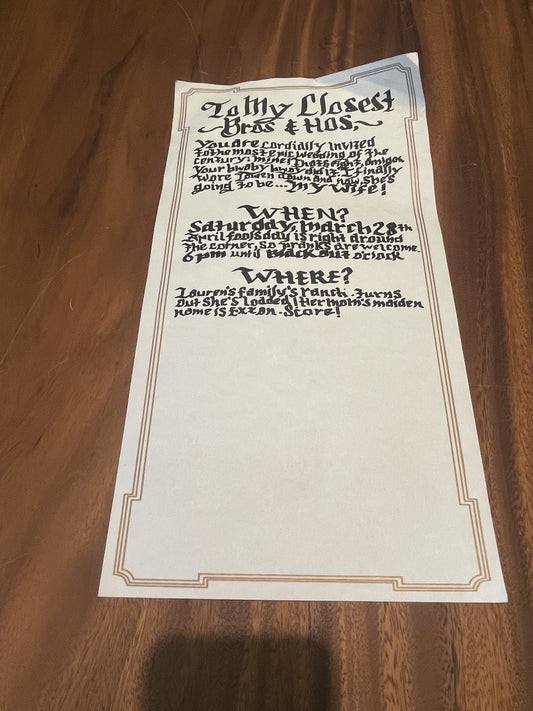 To My Closest
~Bros & Hos,~
You are cordially invited
to the most epic wedding of the
century: mine! That's right, amigos
Your bwoby bwoy did it. I finally
wore Lauren down and now she's
going to be... my wife!
WHEN?
Saturday, march 28th
April fools day is right around
the corner, so pranks are welcome.
6 pm until Blackout o'clock
WHERE?
Lauren's family's ranch. Turns
out she's Loaded! Her mom's maiden
name is Exxon. Score!